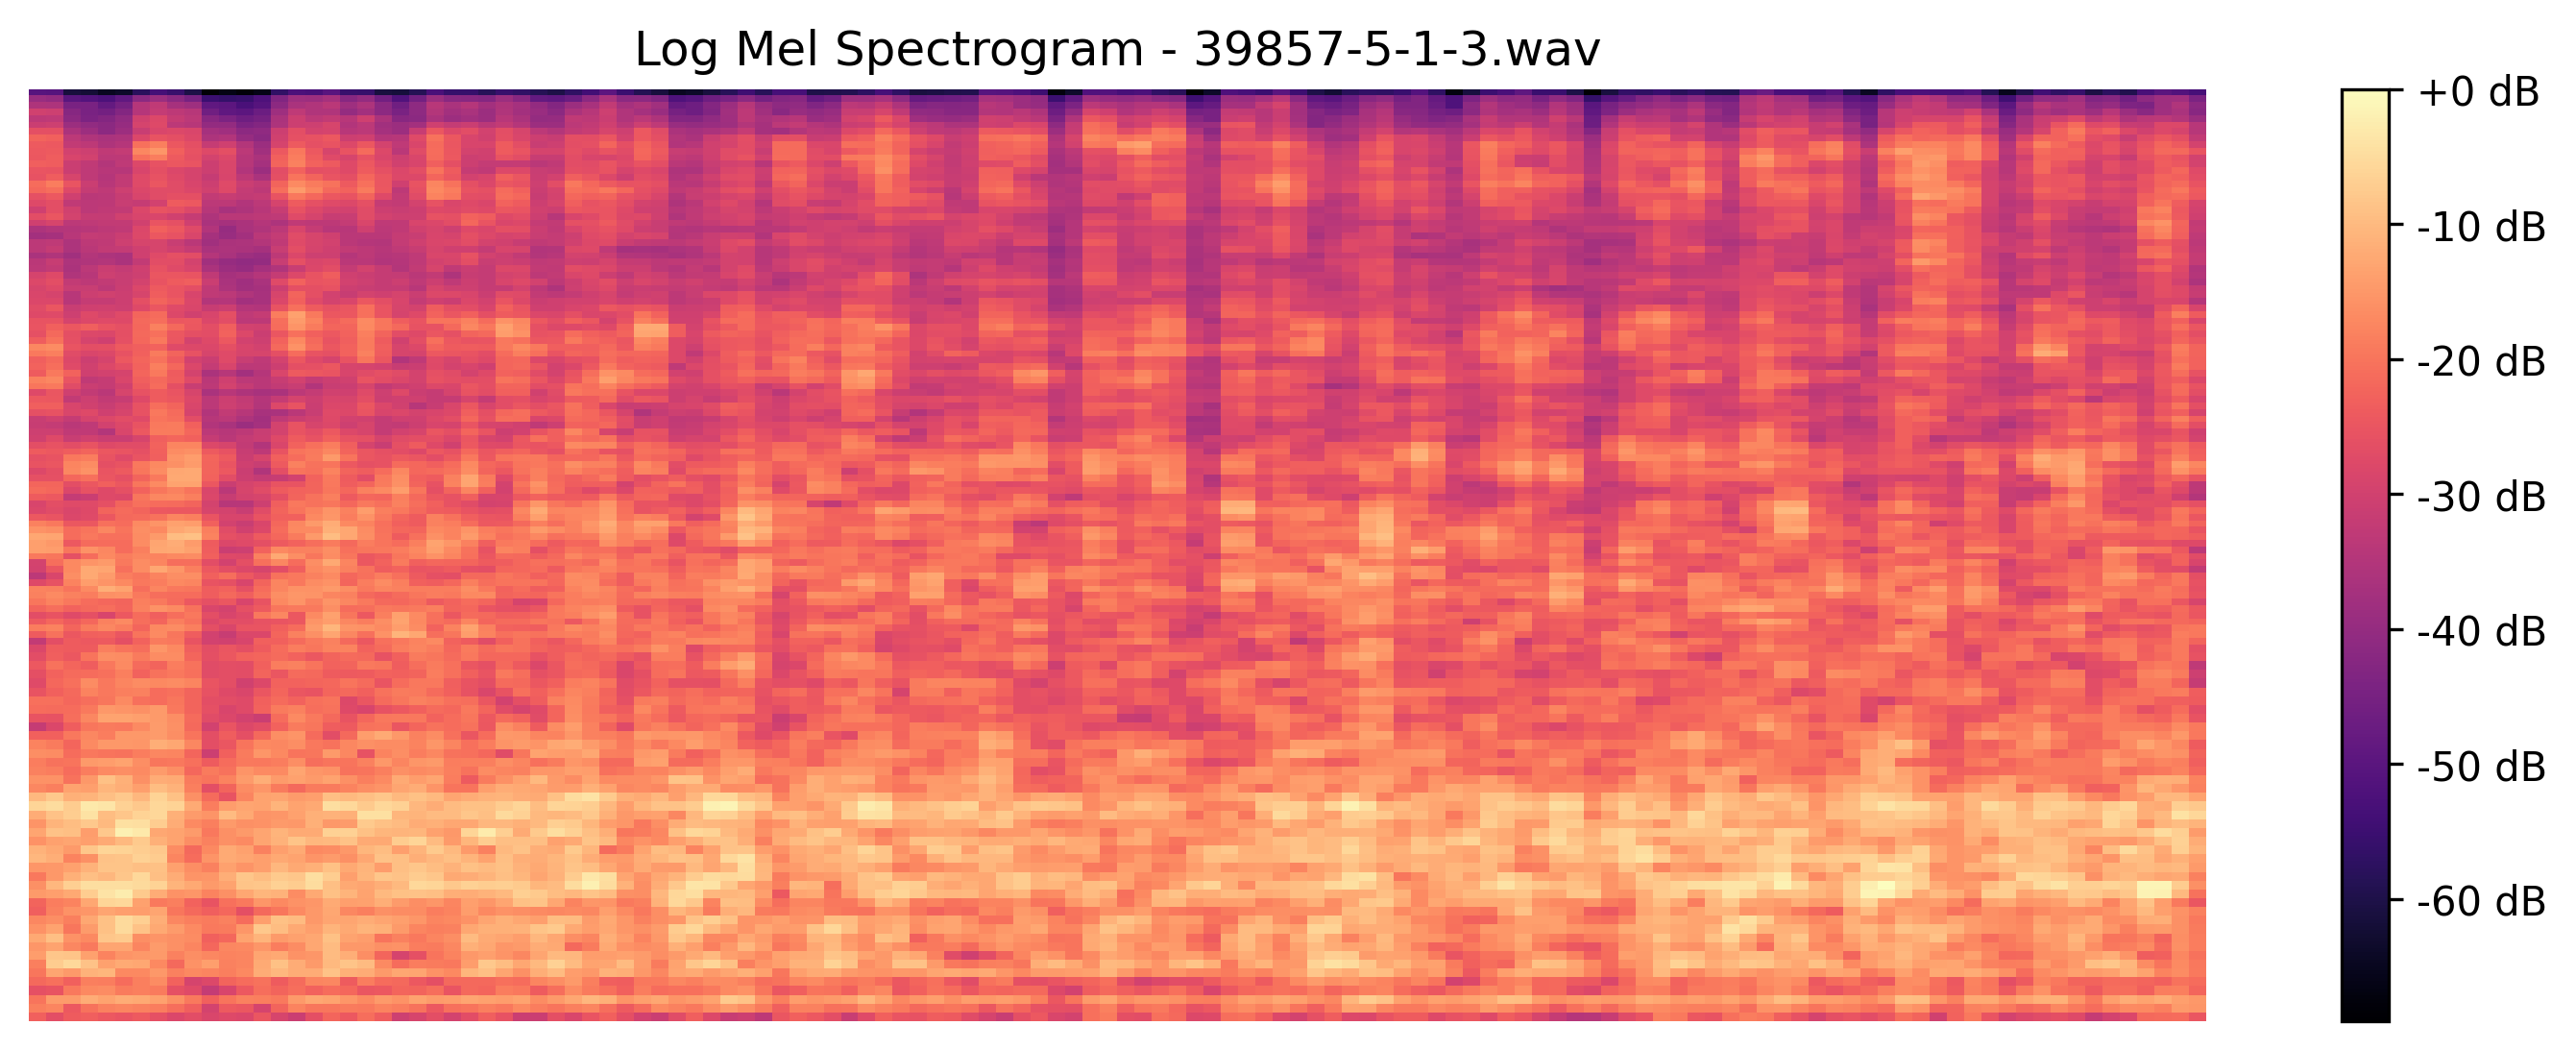 Log Mel Spectrogram - 39857-5-1-3.wav
+0 dB
-10 dB
-20 dB
-30 dB
-40 dB
-50 dB
-60 dB